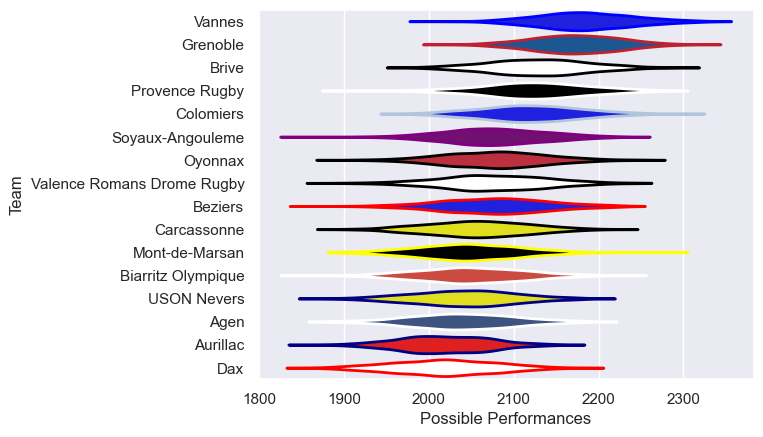 Vannes
Grenoble
Brive
Provence Rugby
Colomiers
Soyaux-Angouleme
Oyonnax
Valence Romans Drome Rugby
Beziers
Carcassonne
Mont-de-Marsan
Biarritz Olympique
USON Nevers
Agen
Aurillac
Dax
Team
1800 1900 2000 2100 2200 2300
Possible Performances